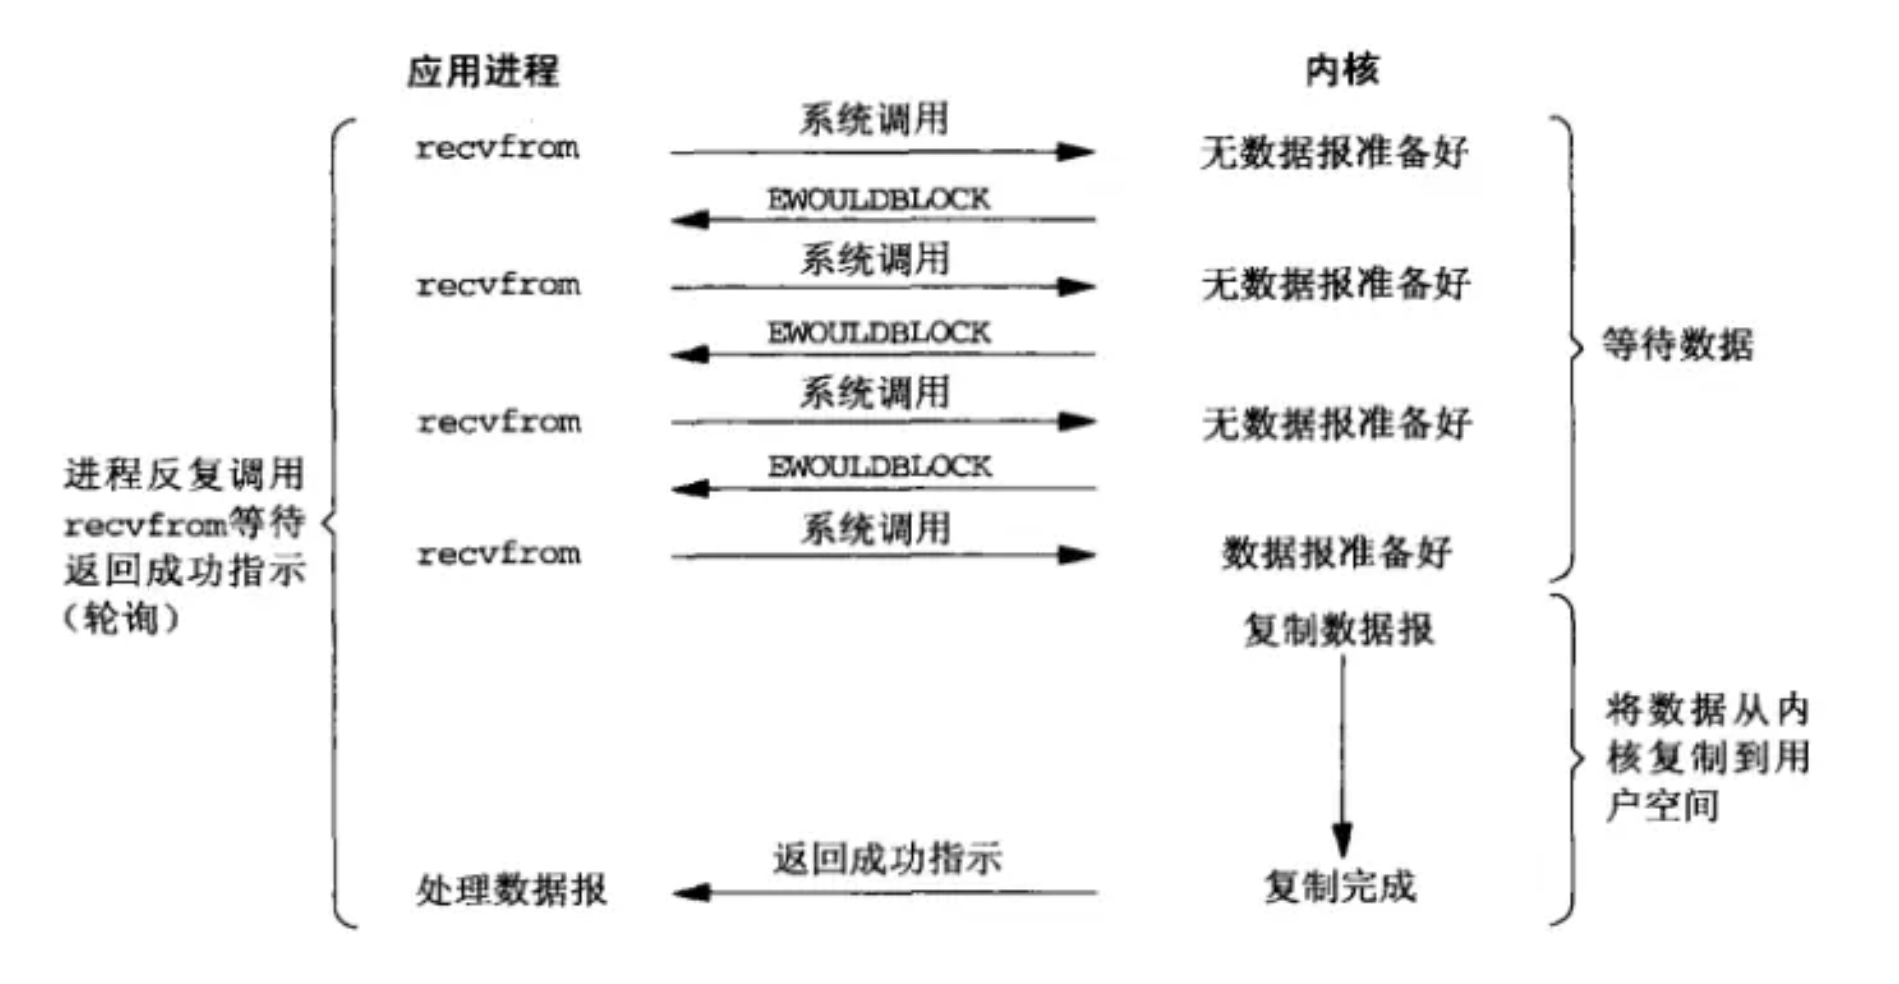 应用进程
内核
系统调用
recvfrom
无数据报准备好
EWOULDBLOCK
系统调用
recvfrom
无数据报准备好
EWOULDBLOCK
等待数据
系统调用
recvfrom
无数据报准备好
EWOULDBLOCK
进程反复调用
recvfrom等待
返回成功指示
（轮询）
系统调用
recvfrom
数据报准备好
复制数据报
将数据从内
核复制到用
户空间
返回成功指示
处理数据报
复制完成